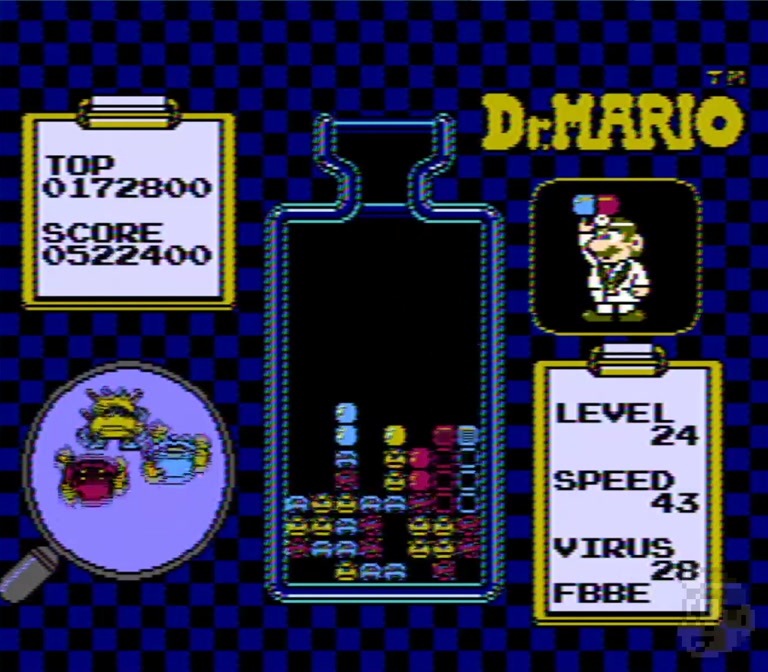 TM
Dr. MARIO
TOP
0172800
SCORE
0522400
LEVEL
24
SPEED
43
VIRUS
28
FBBE